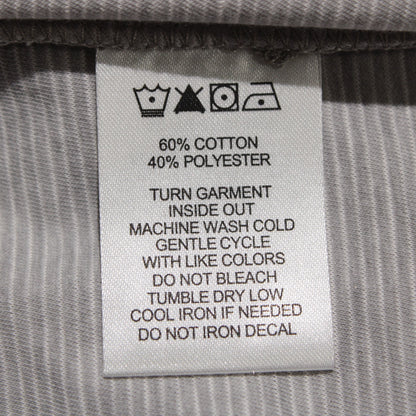 60% COTTON
40% POLYESTER
TURN GARMENT
INSIDE OUT
MACHINE WASH COLD
GENTLE CYCLE
WITH LIKE COLORS
DO NOT BLEACH
TUMBLE DRY LOW
COOL IRON IF NEEDED
DO NOT IRON DECAL